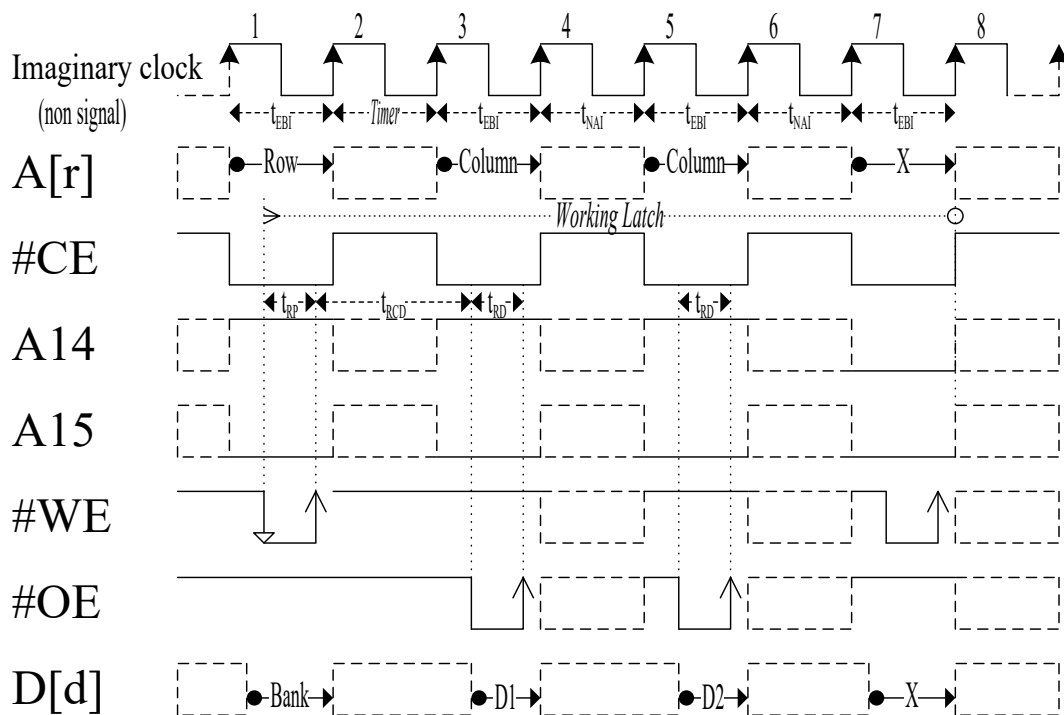 1 2 3 4 5 6 7 8
Imaginary clock
(non signal)
tEBI Timer tEBI tNAI tEBI tNAI tEBI
A[r]
Row Column Column X
Working Latch
#CE
tRP tRCD tRD tRD
A14
A15
#WE
#OE
D[d]
Bank D1 D2 X